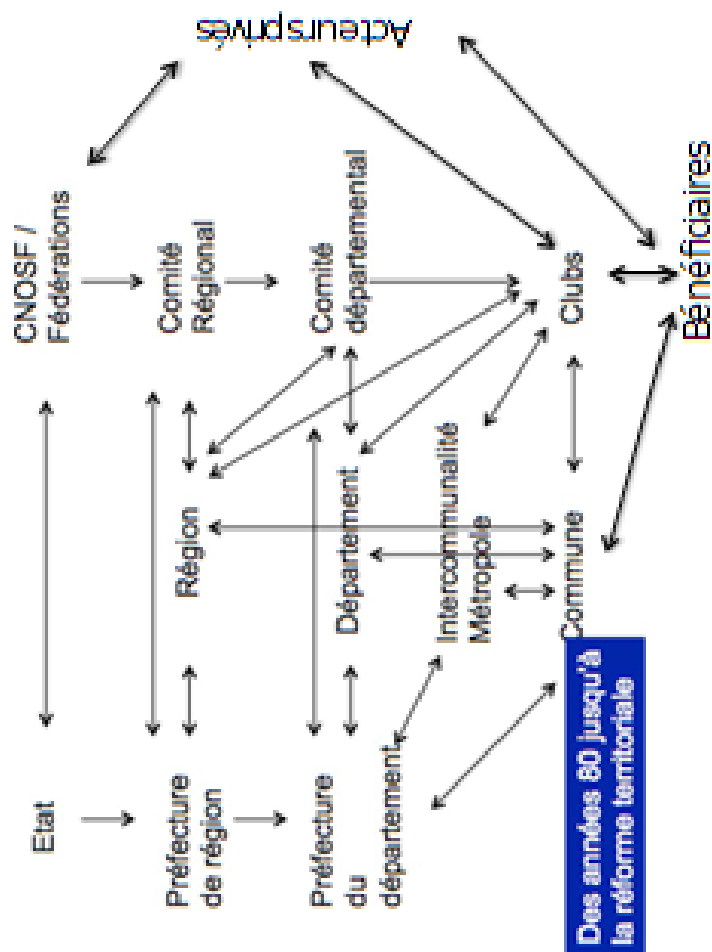 Acteurs privés
CNOSF /
Fédérations
Comité
Régional
Comité
départemental
Clubs
Bénéficiaires
Région
Département
Intercommunalité
Métropole
Commune
Etat
Préfecture
de région
Préfecture
du
département
Des années 80 jusqu'à
la réforme territoriale